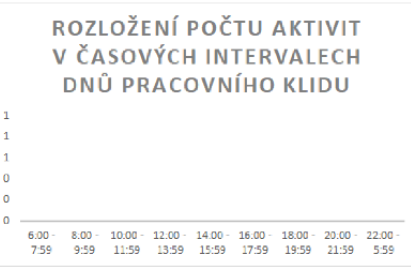 ROZLOŽENÍ POČTU AKTIVIT
V ČASOVÝCH INTERVALECH
DNŮ PRACOVNÍHO KLIDU
1
1
1
0
0
0
6:00 - 8:00 - 10:00 - 12:00 - 14:00 - 16:00 - 18:00 - 20:00 - 22:00 -
7:59 9:59 11:59 13:59 15:59 17:59 19:59 21:59 5:59